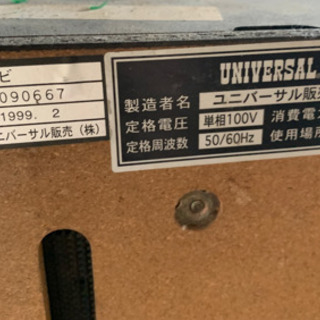 ビ
090667
1999. 2
ニバーサル販売(株)
UNIVERSAL
製造者名 ユニバーサル販
定格電圧 単相100V 消費電
定格周波数 50/60Hz 使用場所